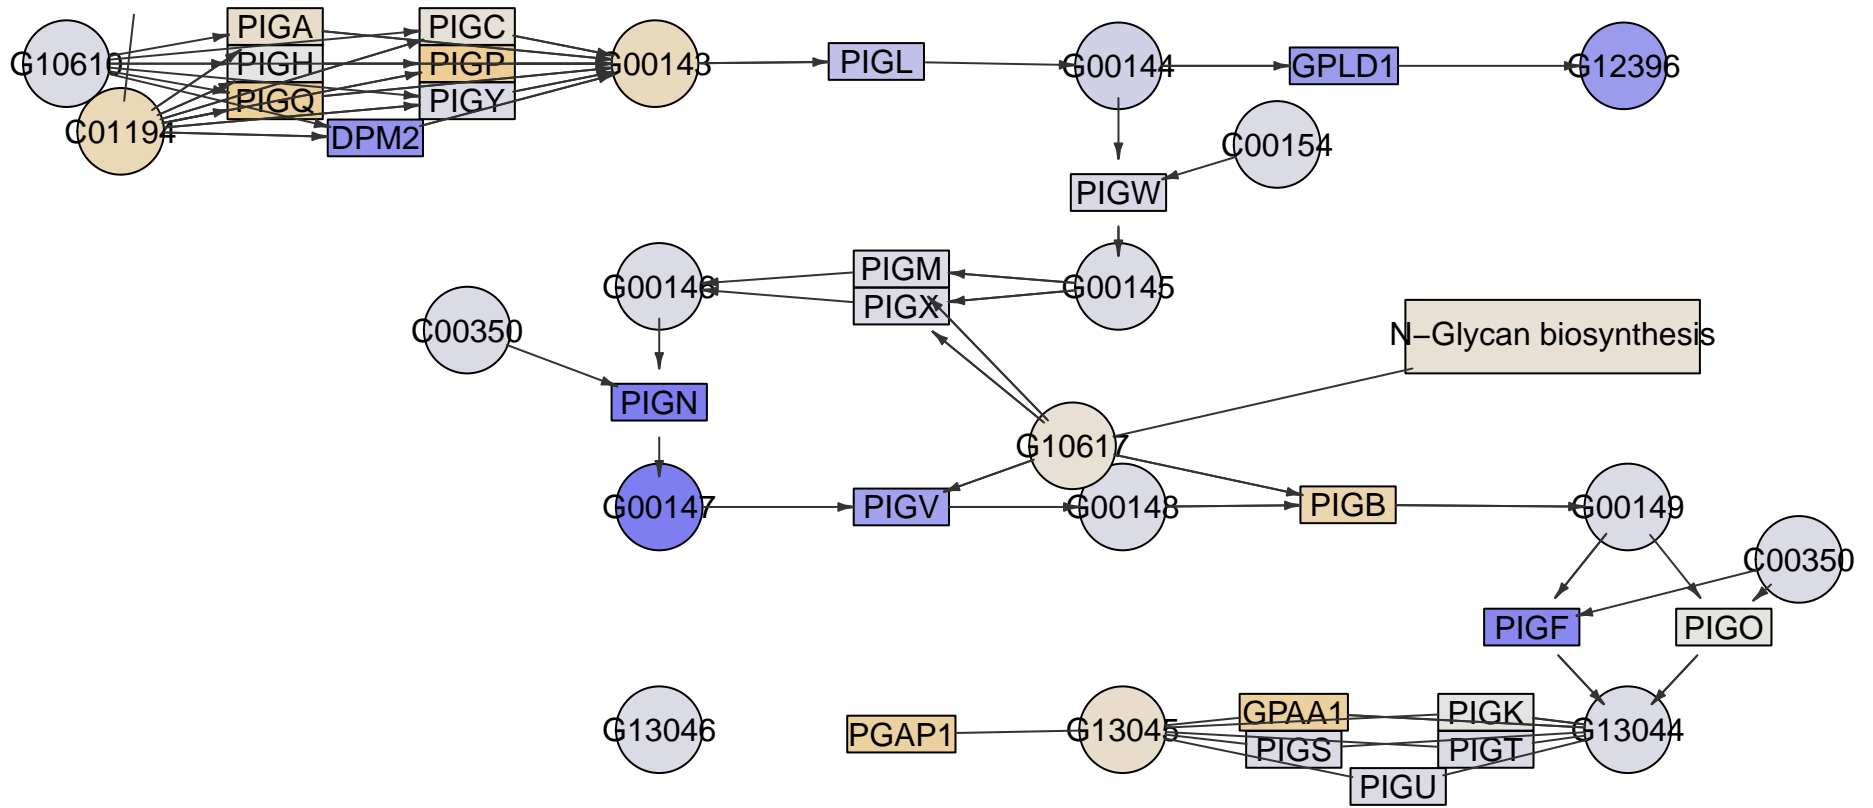 PIGA
PIGC
G10610
PIGH
PIGP
G00143
PIGL
G00144
GPLD1
G12396
PIGQ
PIGY
C01194
DPM2
C00154
PIGW
PIGM
G00146
G00145
PIGX
C00350
N–Glycan biosynthesis
PIGN
G10617
G00147
PIGV
G00148
PIGB
G00149
C00350
PIGF
PIGO
GPAA1
PIGK
G13046
PGAP1
G13045
G13044
PIGS
PIGT
PIGU